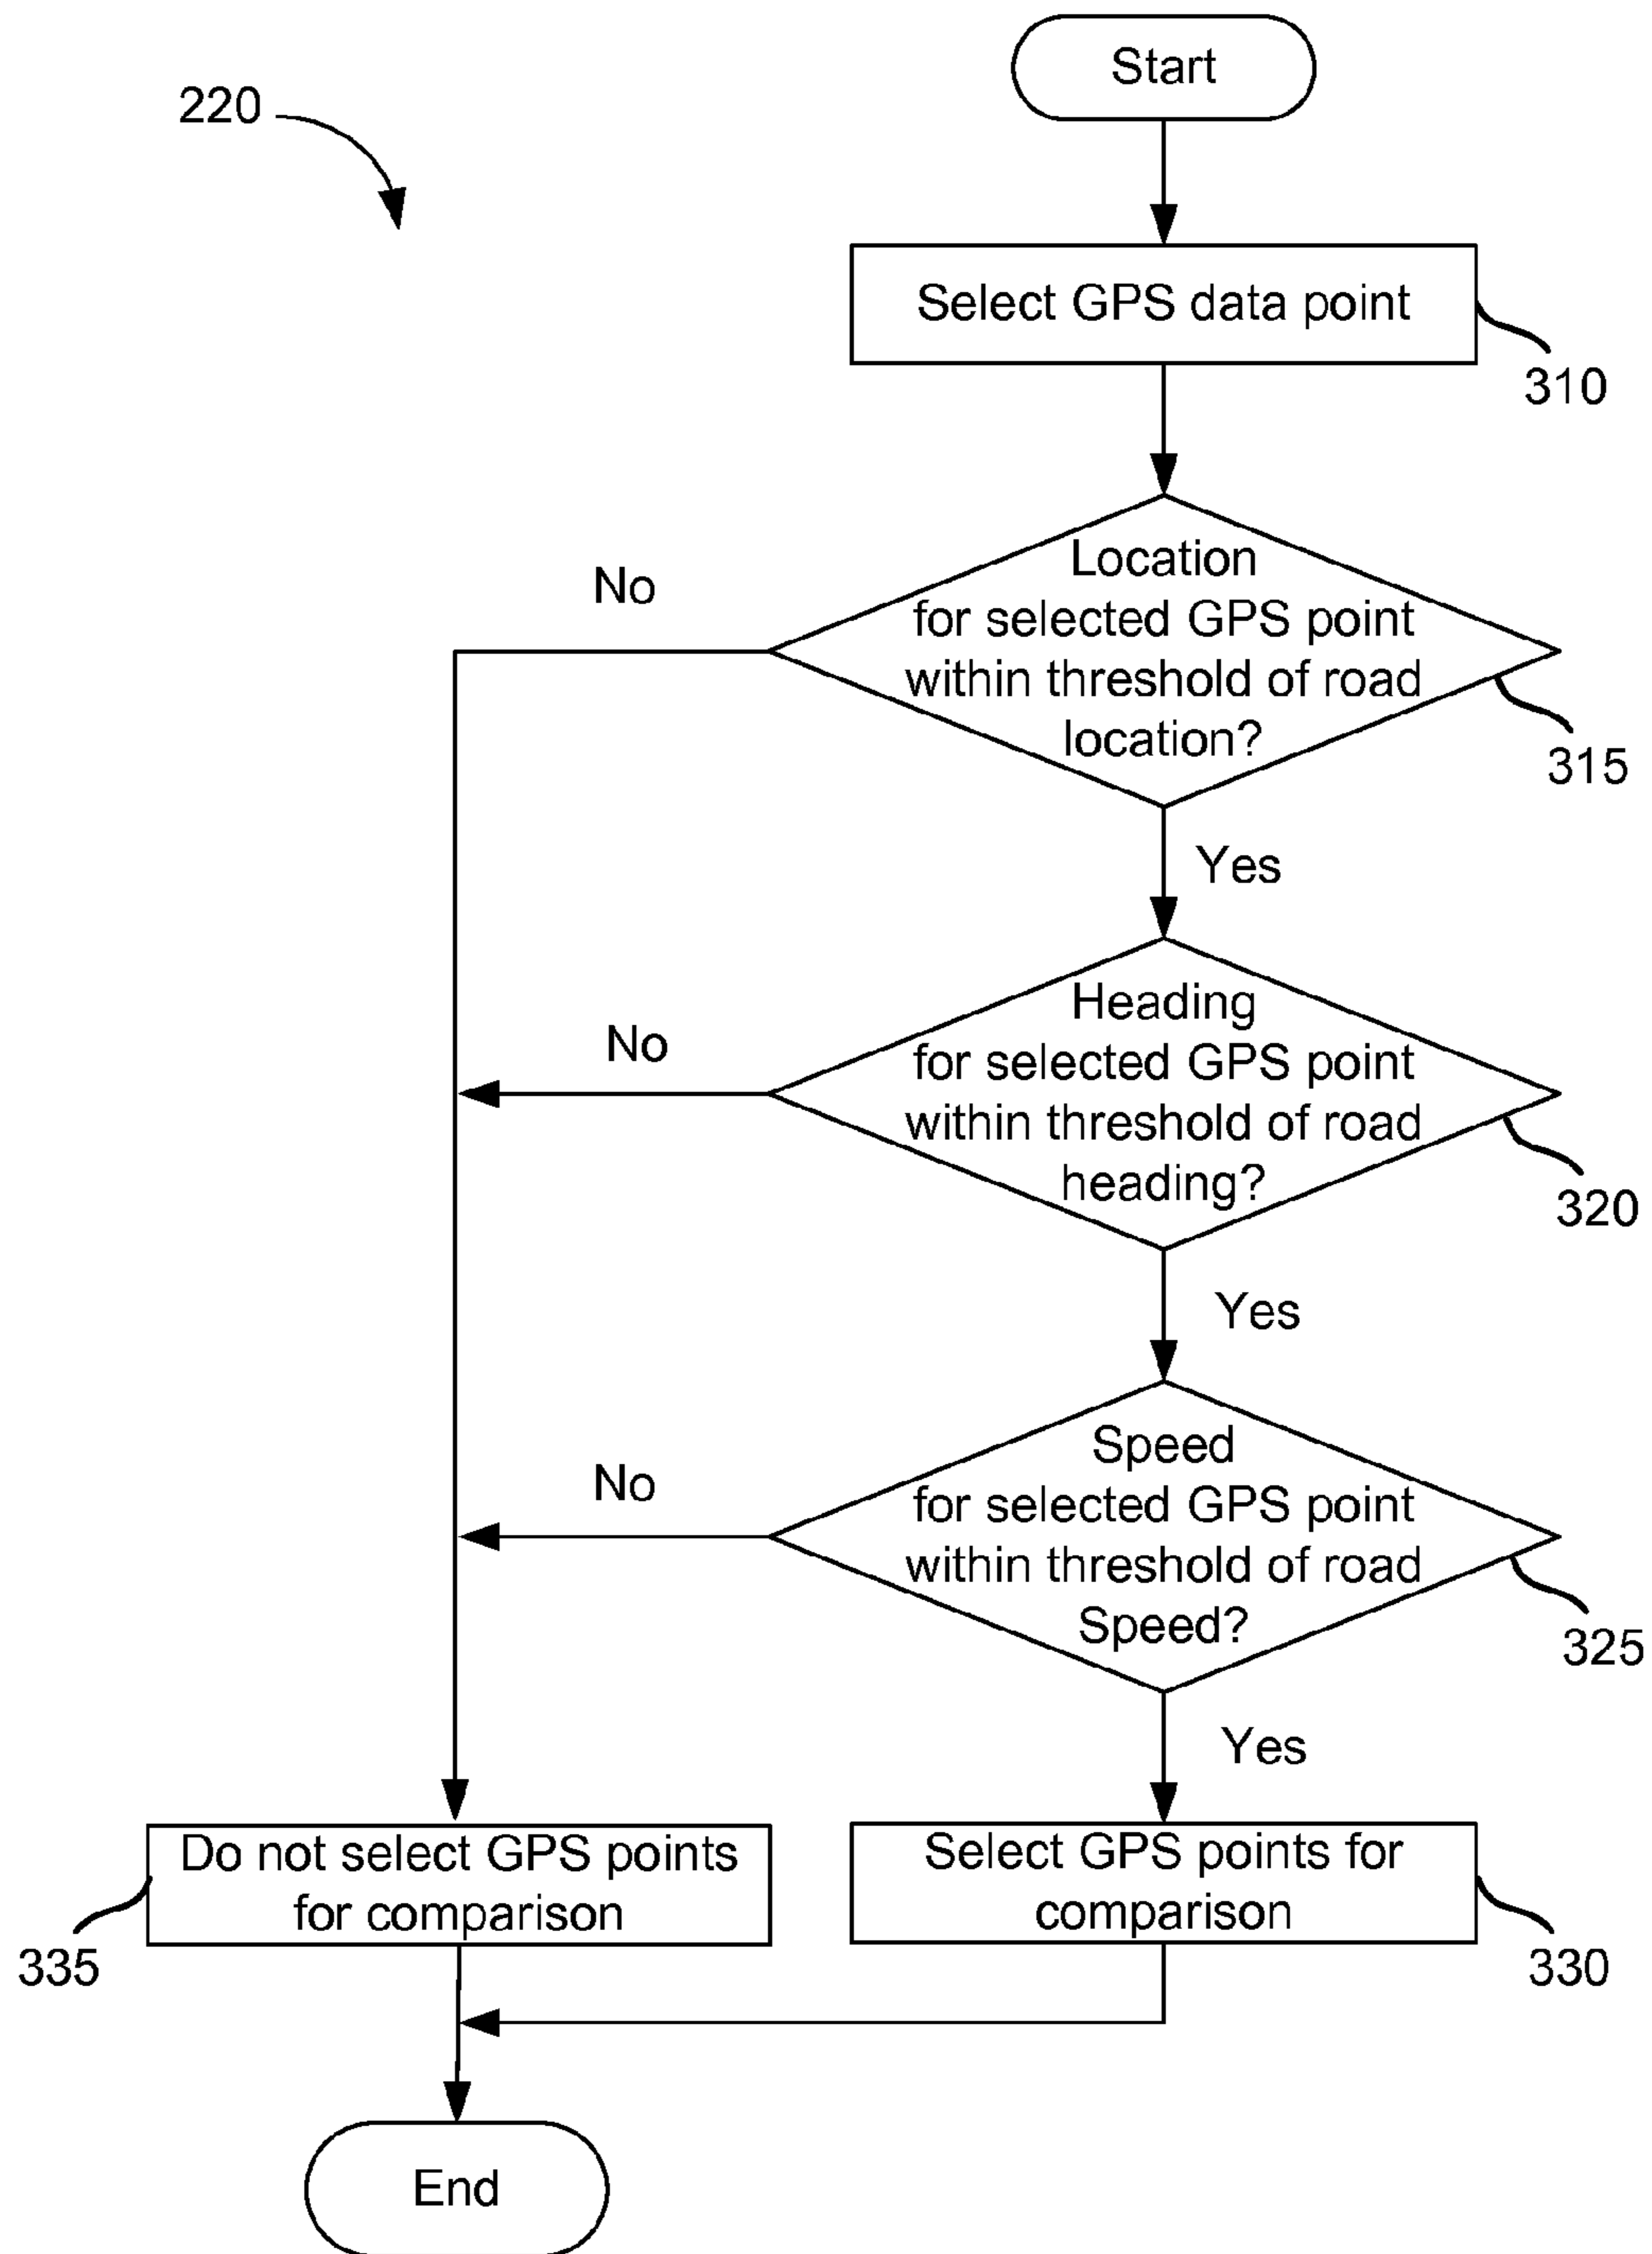 Start
220
Select GPS data point
310
Location
for selected GPS point
within threshold of road
location?
No
315
Yes
Heading
for selected GPS point
within threshold of road
heading?
No
320
Yes
Speed
for selected GPS point
within threshold of road
Speed?
No
325
Yes
Do not select GPS points
for comparison
335
Select GPS points for
comparison
330
End